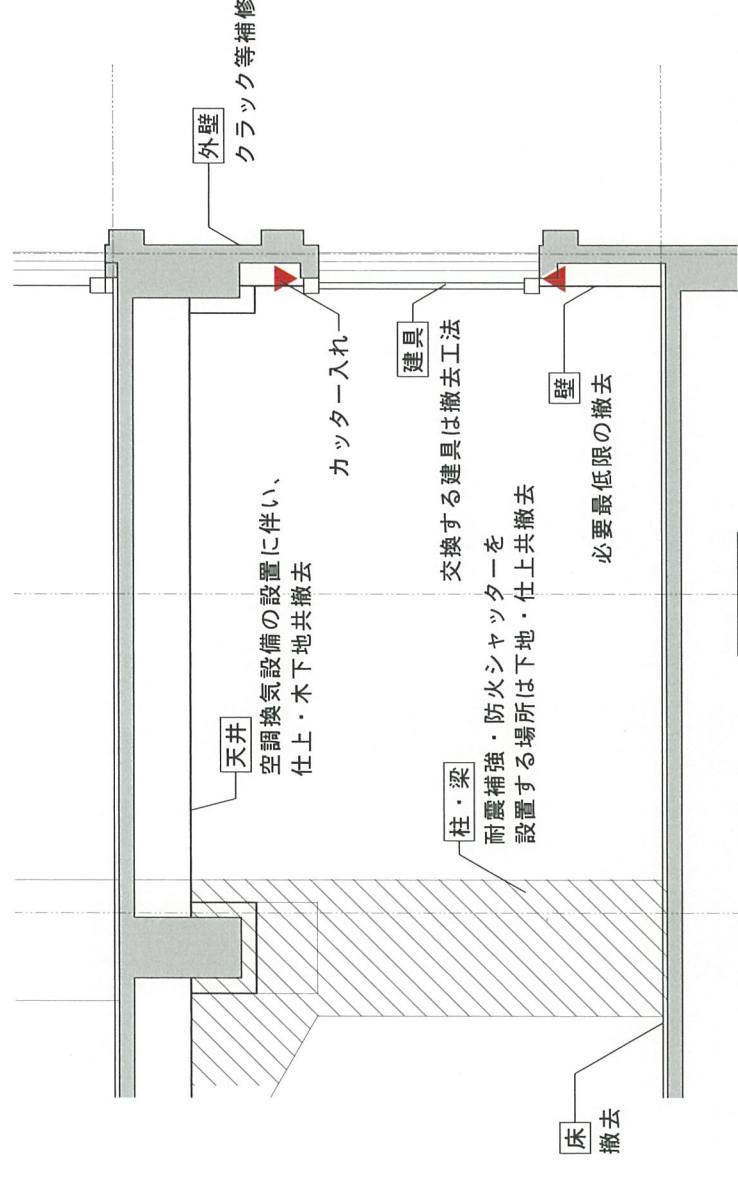 外壁
クラック等補修
カッター入れ
建具
交換する建具は撤去工法
壁
必要最低限の撤去
天井
空調換気設備の設置に伴い、
仕上・木下地共撤去
柱・梁
耐震補強・防火シャッターを
設置する場所は下地・仕上共撤去
床
撤去